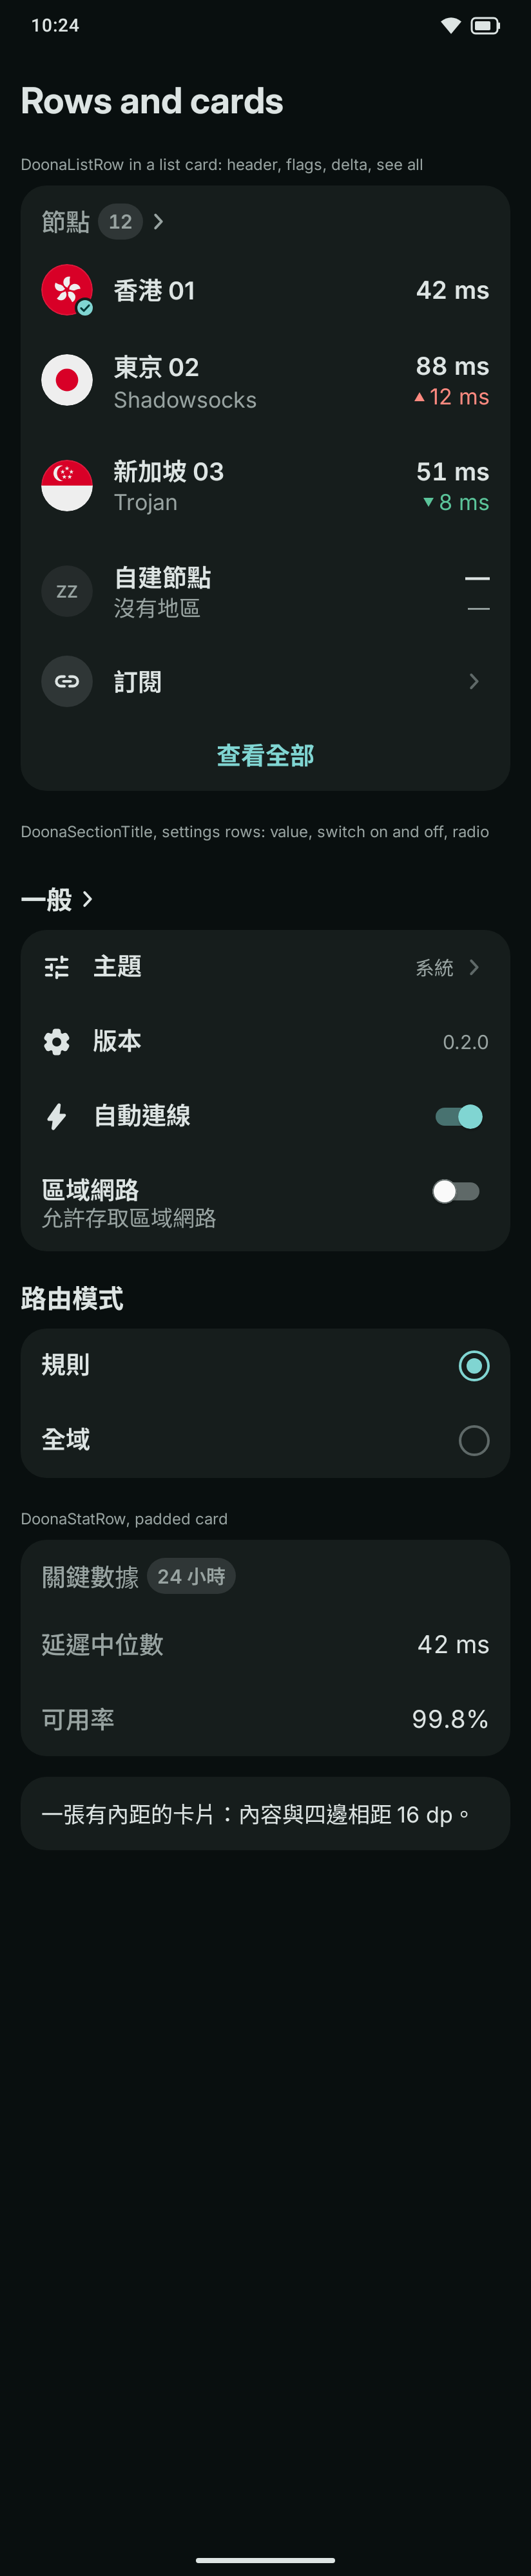 10:24
Rows and cards
DoonaListRow in a list card: header, flags, delta, see all
節點 12
香港 01 42 ms
東京 02 88 ms
Shadowsocks 12 ms
新加坡 03 51 ms
Trojan 8 ms
ZZ 自建節點 —
沒有地區 —
訂閱
查看全部
DoonaSectionTitle, settings rows: value, switch on and off, radio
一般
主題 系統
版本 0.2.0
自動連線
區域網路
允許存取區域網路
路由模式
規則
全域
DoonaStatRow, padded card
關鍵數據 24 小時
延遲中位數 42 ms
可用率 99.8%
一張有內距的卡片：內容與四邊相距 16 dp。